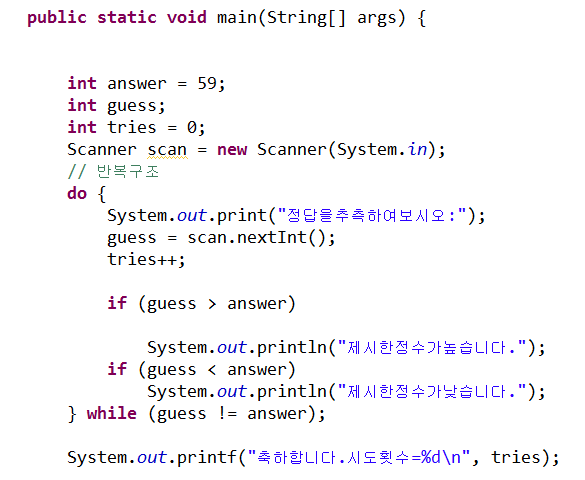 public static void main(String[] args) {
int answer = 59;
int guess;
int tries = 0;
Scanner scan = new Scanner(System.in);
// 반복구조
do {
System.out.print("정답을추측하여보시오:");
guess = scan.nextInt();
tries++;
if (guess > answer)
System.out.println("제시한정수가높습니다.");
if (guess < answer)
System.out.println("제시한정수가낮습니다.");
} while (guess != answer);
System.out.printf("축하합니다.시도횟수=%d\n", tries);